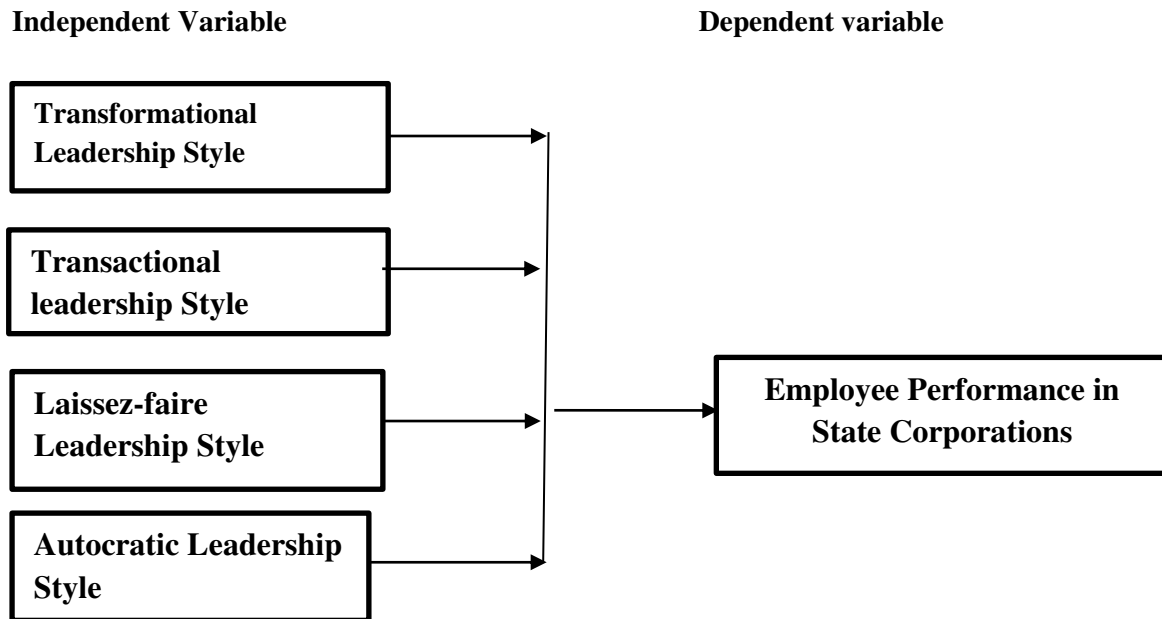 Independent Variable
Dependent variable
Transformational
Leadership Style
Transactional
leadership Style
Laissez-faire
Leadership Style
Employee Performance in
State Corporations
Autocratic Leadership
Style